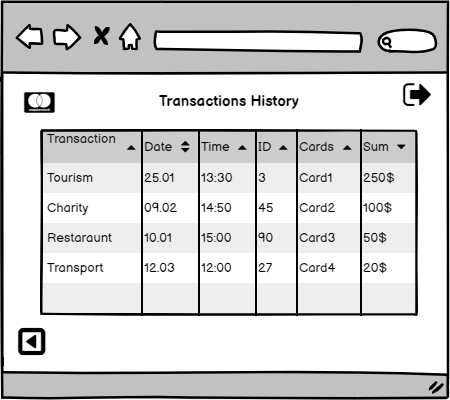 Transactions History
Transaction Date Time ID Cards Sum
Tourism 25.01 13:30 3 Card1 250$
Charity 09.02 14:50 45 Card2 100$
Restaraunt 10.01 15:00 90 Card3 50$
Transport 12.03 12:00 27 Card4 20$